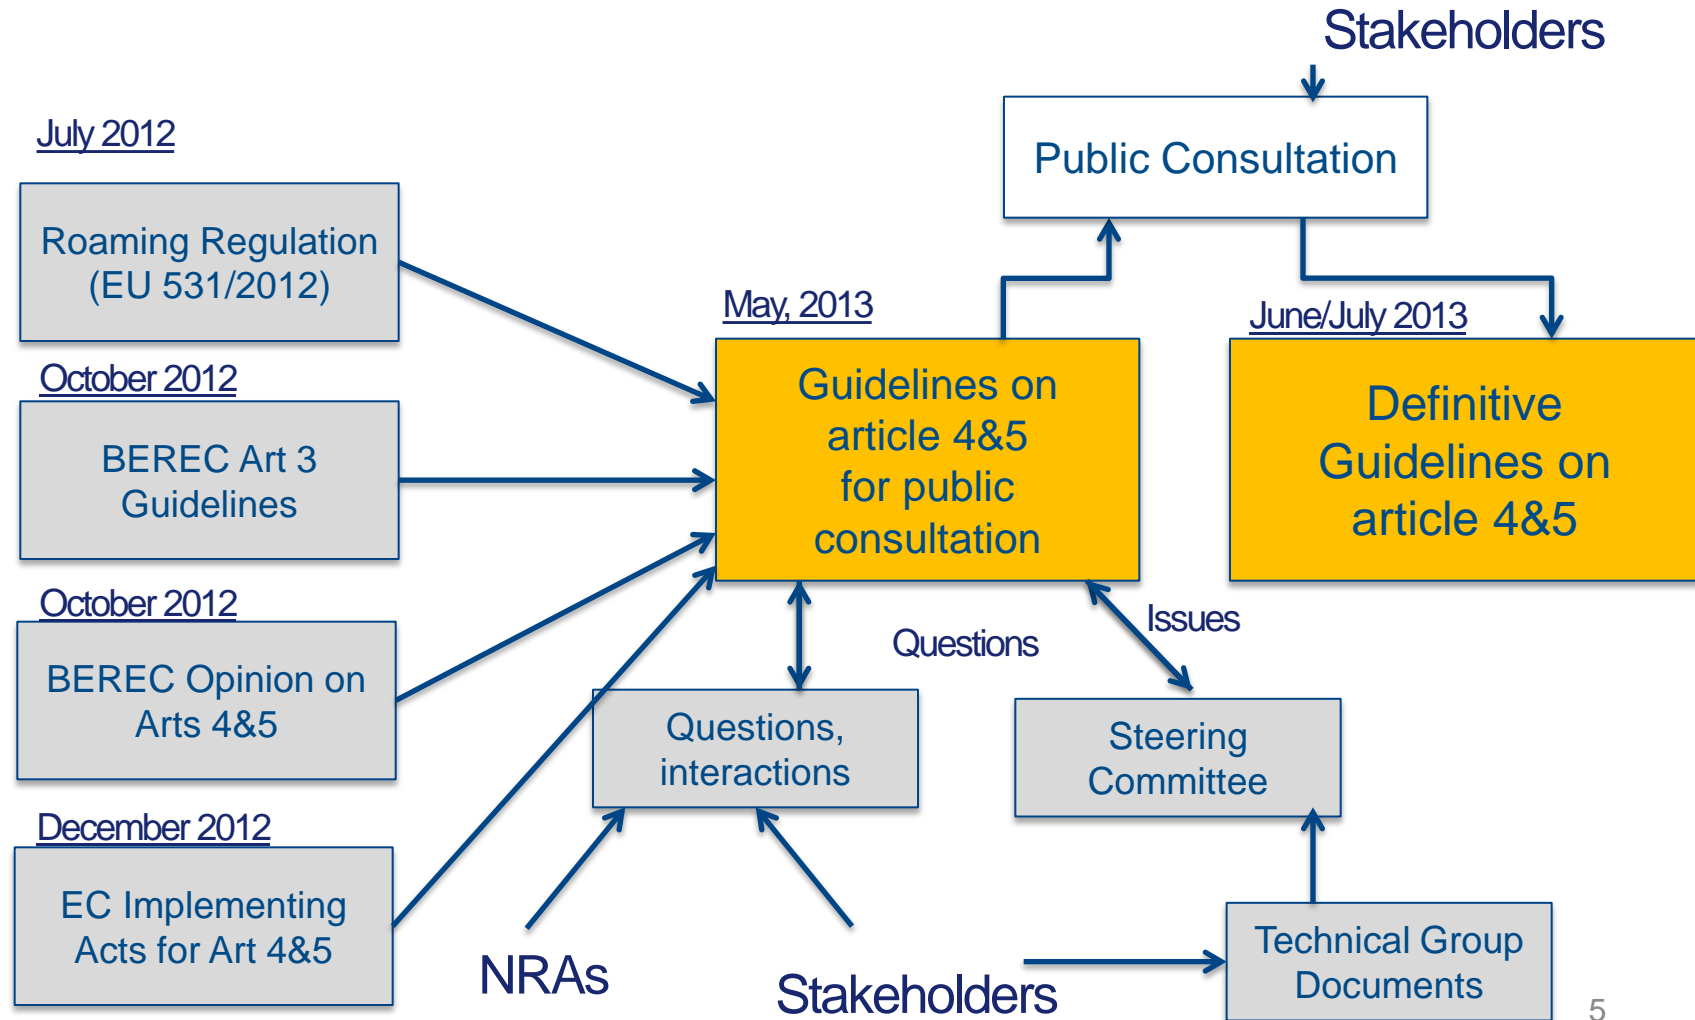 Stakeholders
Public Consultation
July 2012
Roaming Regulation
(EU 531/2012)
October 2012
BEREC Art 3
Guidelines
October 2012
BEREC Opinion on
Arts 4&5
December 2012
EC Implementing
Acts for Art 4&5
May, 2013
Guidelines on
article 4&5
for public
consultation
June/July 2013
Definitive
Guidelines on
article 4&5
Questions
Issues
Questions,
interactions
Steering
Committee
NRAs
Stakeholders
Technical Group
Documents
5